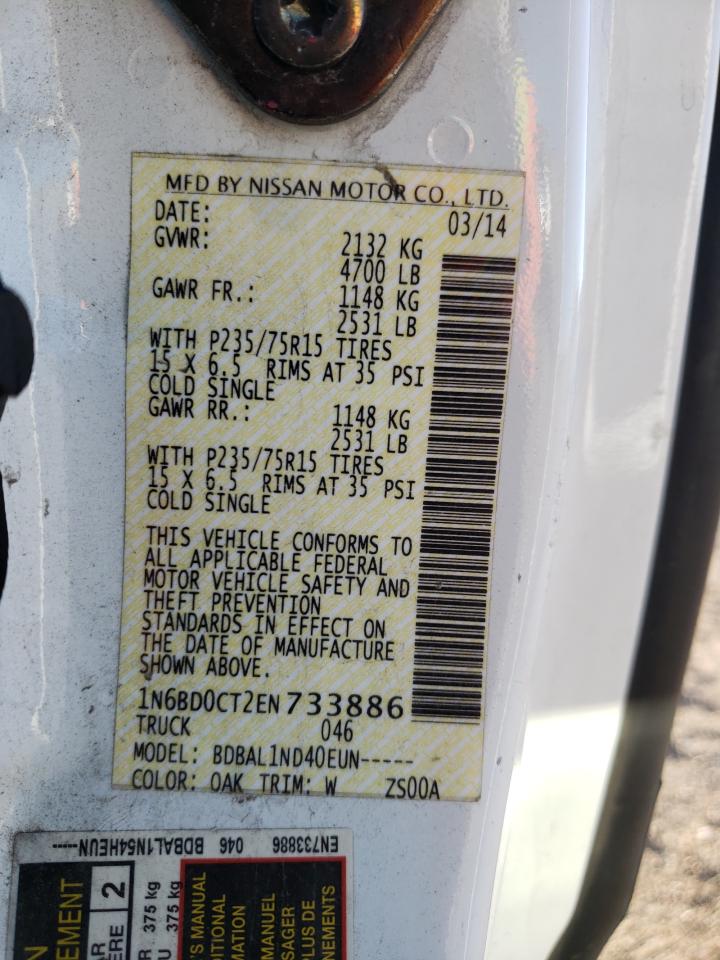 MFD BY NISSAN MOTOR CO., LTD.
DATE: 03/14
GVWR: 2132 KG
4700 LB
GAWR FR.: 1148 KG
2531 LB
WITH P235/75R15 TIRES
15 X 6.5 RIMS AT 35 PSI
COLD SINGLE
GAWR RR.: 1148 KG
2531 LB
WITH P235/75R15 TIRES
15 X 6.5 RIMS AT 35 PSI
COLD SINGLE
THIS VEHICLE CONFORMS TO
ALL APPLICABLE FEDERAL
MOTOR VEHICLE SAFETY AND
THEFT PREVENTION
STANDARDS IN EFFECT ON
THE DATE OF MANUFACTURE
SHOWN ABOVE.
1N6BD0CT2EN733886
TRUCK 046
MODEL: BDBAL1ND40EUN-----
COLOR: OAK TRIM: W ZS00A
EN733886 046 BDBAL1N54HEUN----
2
375 kg
375 kg
'S MANUAL
MANUEL
PLUS DE